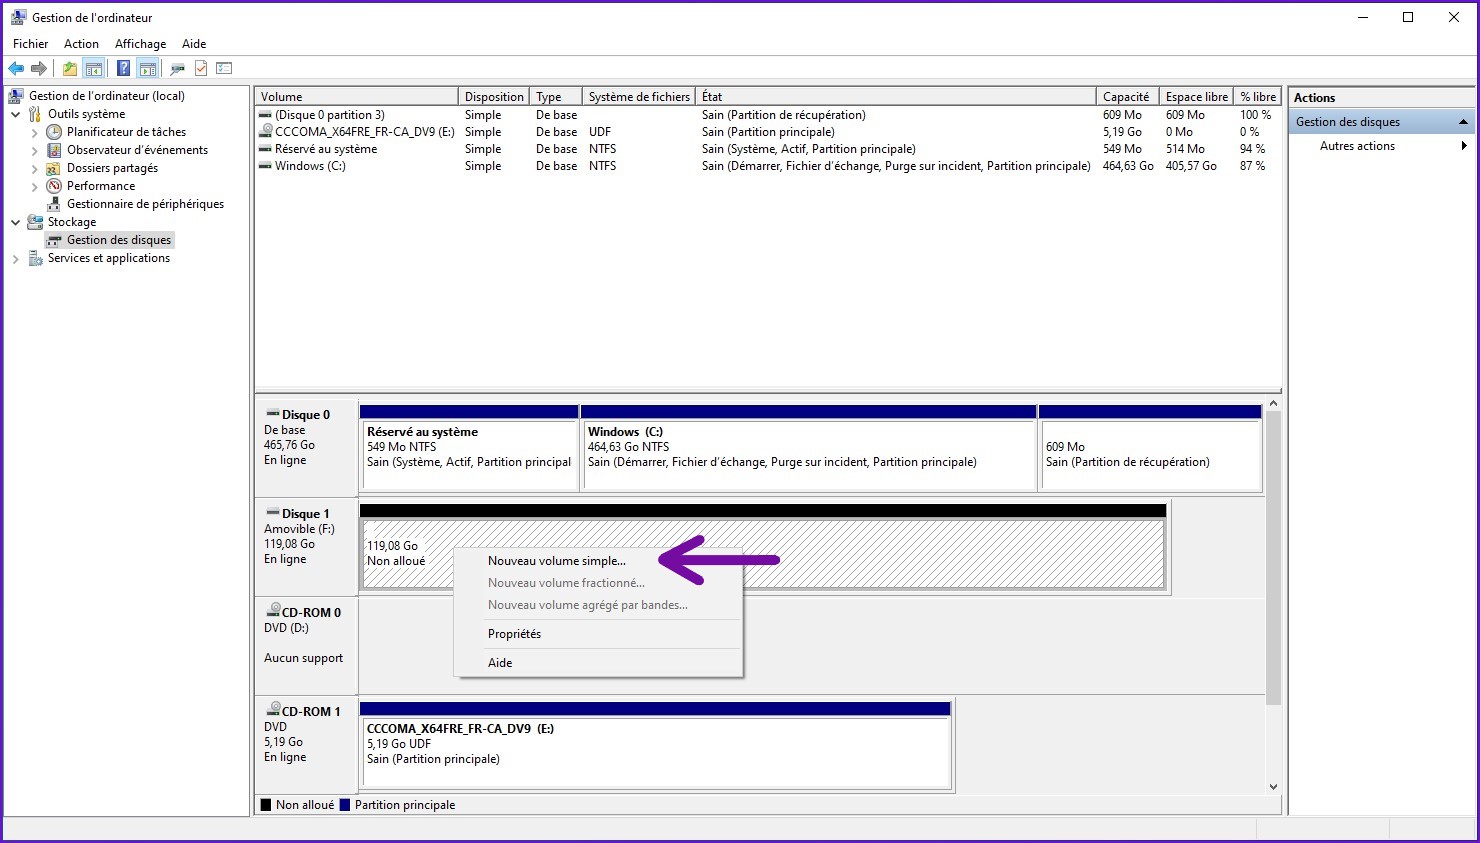 Gestion de l'ordinateur
Fichier Action Affichage Aide
Gestion de l'ordinateur (local)
Outils système
Planificateur de tâches
Observateur d'événements
Dossiers partagés
Performance
Gestionnaire de périphériques
Stockage
Gestion des disques
Services et applications
Volume Disposition Type Système de fichiers État Capacité Espace libre % libre
(Disque 0 partition 3) Simple De base Sain (Partition de récupération) 609 Mo 609 Mo 100 %
CCCOMA_X64FRE_FR-CA_DV9 (E:) Simple De base UDF Sain (Partition principale) 5,19 Go 0 Mo 0 %
Réservé au système Simple De base NTFS Sain (Système, Actif, Partition principale) 549 Mo 514 Mo 94 %
Windows (C:) Simple De base NTFS Sain (Démarrer, Fichier d'échange, Purge sur incident, Partition principale) 464,63 Go 405,57 Go 87 %
Actions
Gestion des disques
Autres actions
Disque 0
De base
465,76 Go
En ligne
Réservé au système
549 Mo NTFS
Sain (Système, Actif, Partition principal
Windows (C:)
464,63 Go NTFS
Sain (Démarrer, Fichier d'échange, Purge sur incident, Partition principale)
609 Mo
Sain (Partition de récupération)
Disque 1
Amovible (F:)
119,08 Go
En ligne
119,08 Go
Non alloué
Nouveau volume simple...
Nouveau volume fractionné...
Nouveau volume agrégé par bandes...
Propriétés
Aide
CD-ROM 0
DVD (D:)
Aucun support
CD-ROM 1
DVD
5,19 Go
En ligne
CCCOMA_X64FRE_FR-CA_DV9 (E:)
5,19 Go UDF
Sain (Partition principale)
Non alloué Partition principale